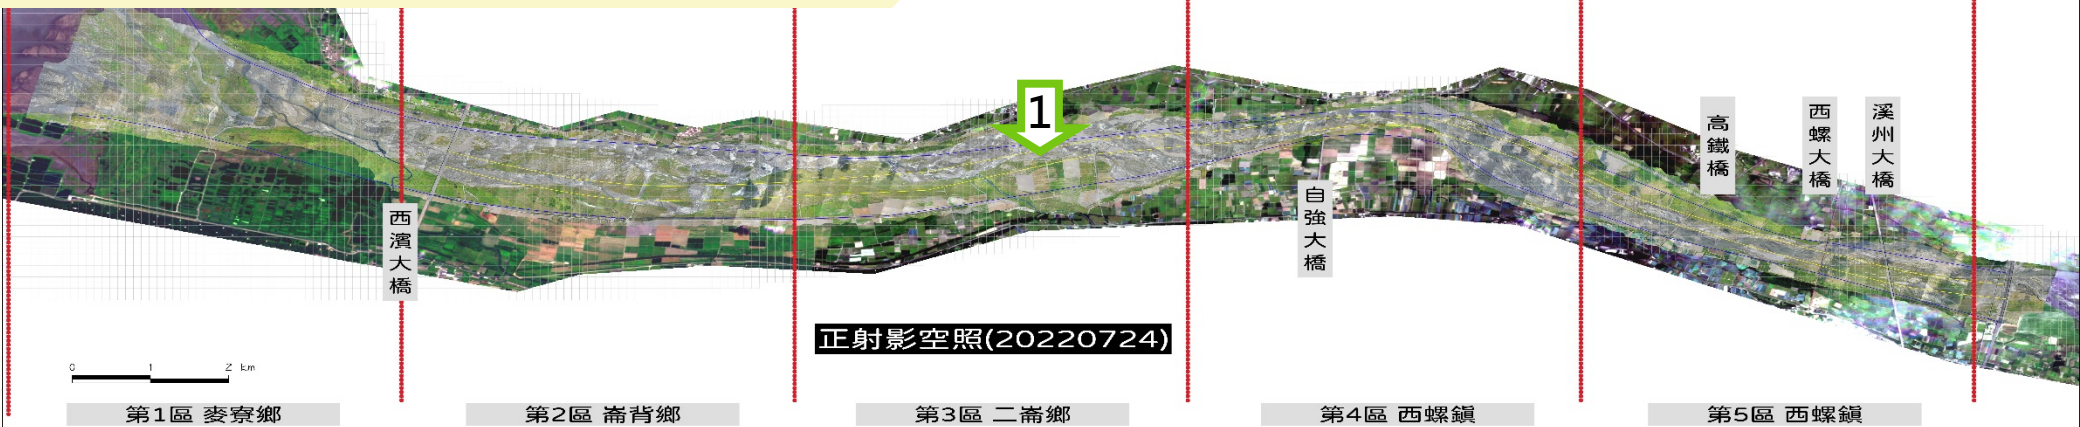 1
高鐵橋
西螺大橋
溪州大橋
西濱大橋
自強大橋
正射影空照(20220724)
0 1 2 km
第1區 麥寮鄉
第2區 崙背鄉
第3區 二崙鄉
第4區 西螺鎮
第5區 西螺鎮